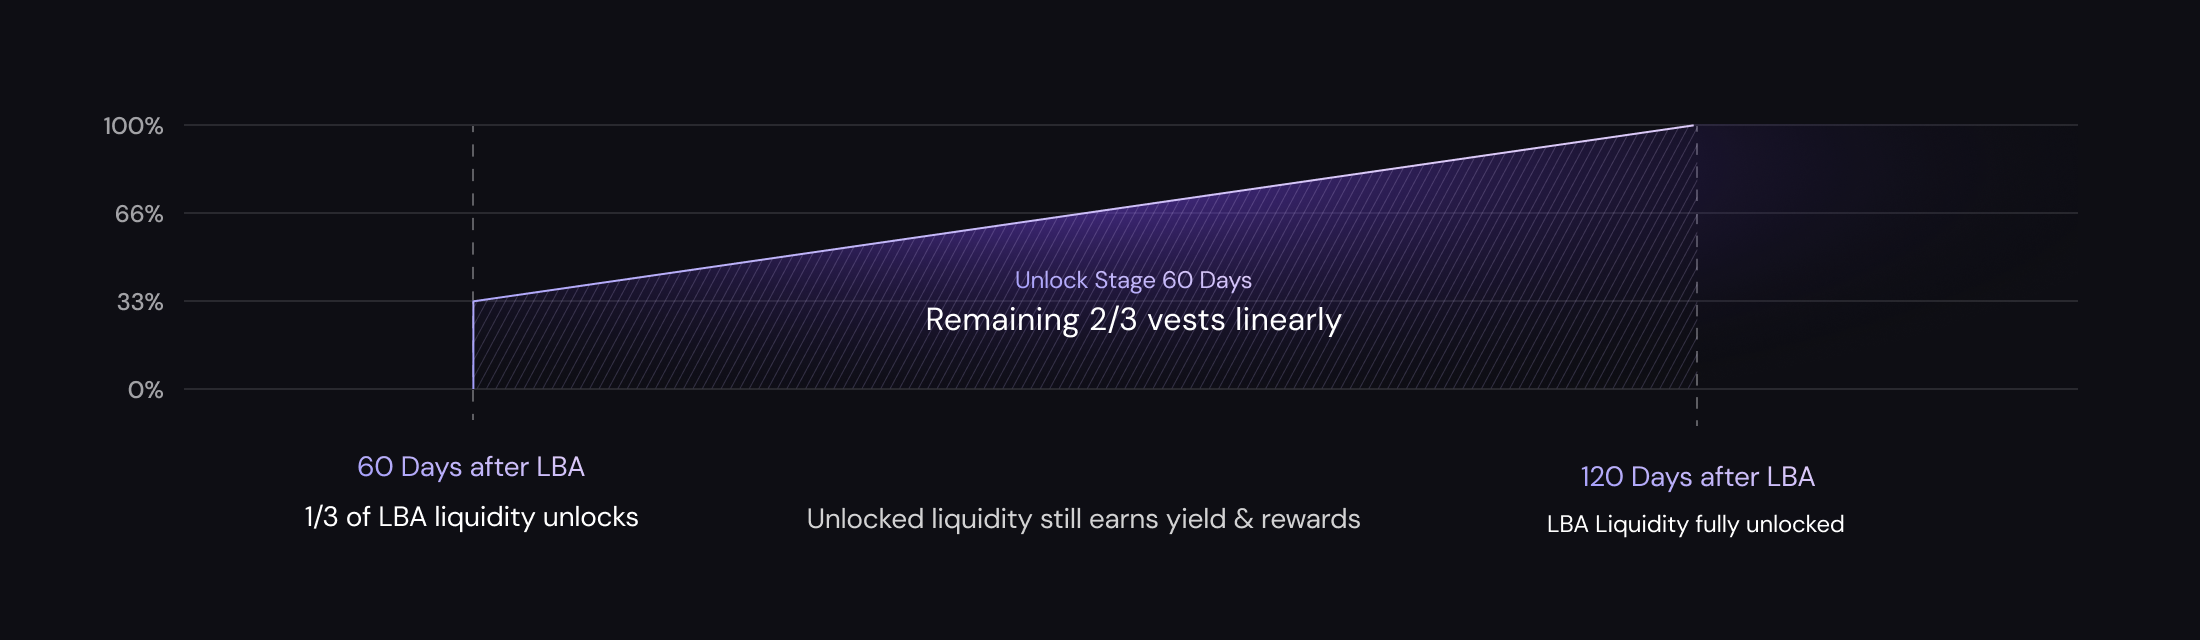 100%
66%
33%
0%
Unlock Stage 60 Days
Remaining 2/3 vests linearly
60 Days after LBA
1/3 of LBA liquidity unlocks
Unlocked liquidity still earns yield & rewards
120 Days after LBA
LBA Liquidity fully unlocked